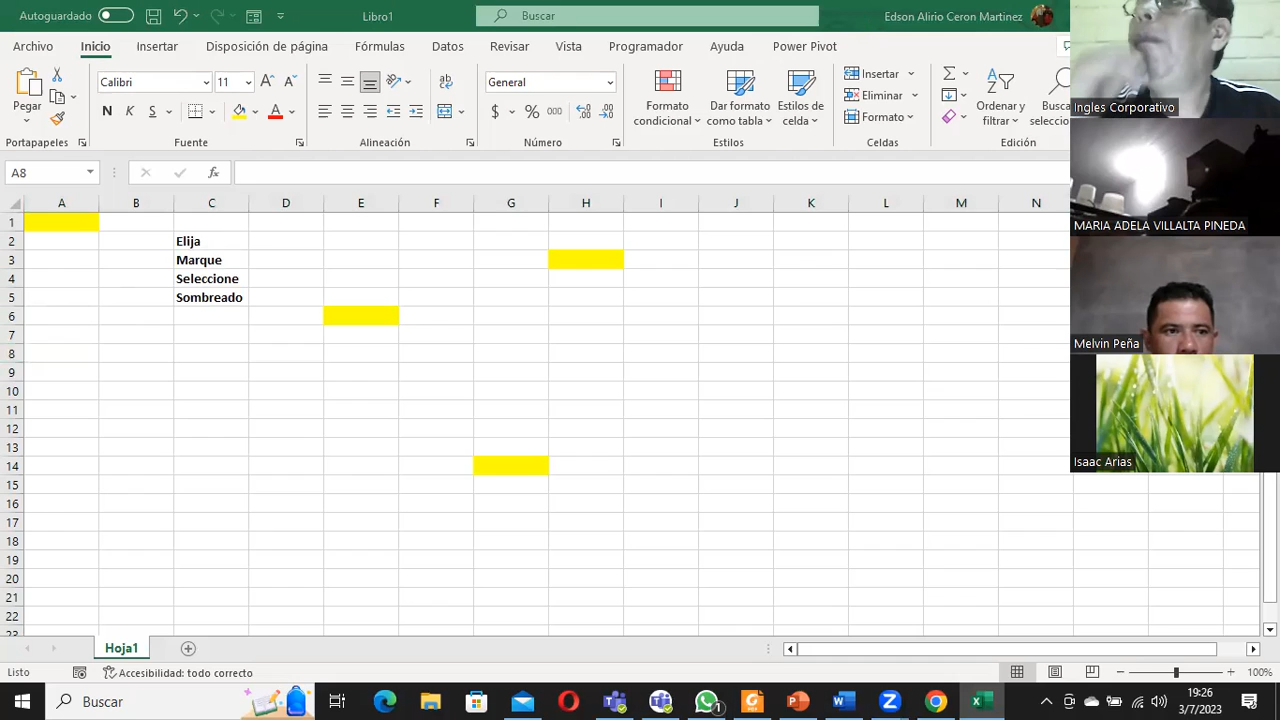 Autoguardado
Libro1
Buscar
Edson Alirio Ceron Martinez
Archivo Inicio Insertar Disposición de página Fórmulas Datos Revisar Vista Programador Ayuda Power Pivot
Pegar
Calibri 11
N K S
General
$ % 000
Formato condicional
Dar formato como tabla
Estilos de celda
Insertar
Eliminar
Formato
Ordenar y filtrar
Portapapeles Fuente Alineación Número Estilos Celdas Edición
A8
fx
A B C D E F G H I J K L M N
1
2 Elija
3 Marque
4 Seleccione
5 Sombreado
6
7
8
9
10
11
12
13
14
15
16
17
18
19
20
21
22
23
Ingles Corporativo
MARIA ADELA VILLALTA PINEDA
Melvin Peña
Isaac Arias
Hoja1
Listo Accesibilidad: todo correcto 100%
Buscar
19:26
3/7/2023